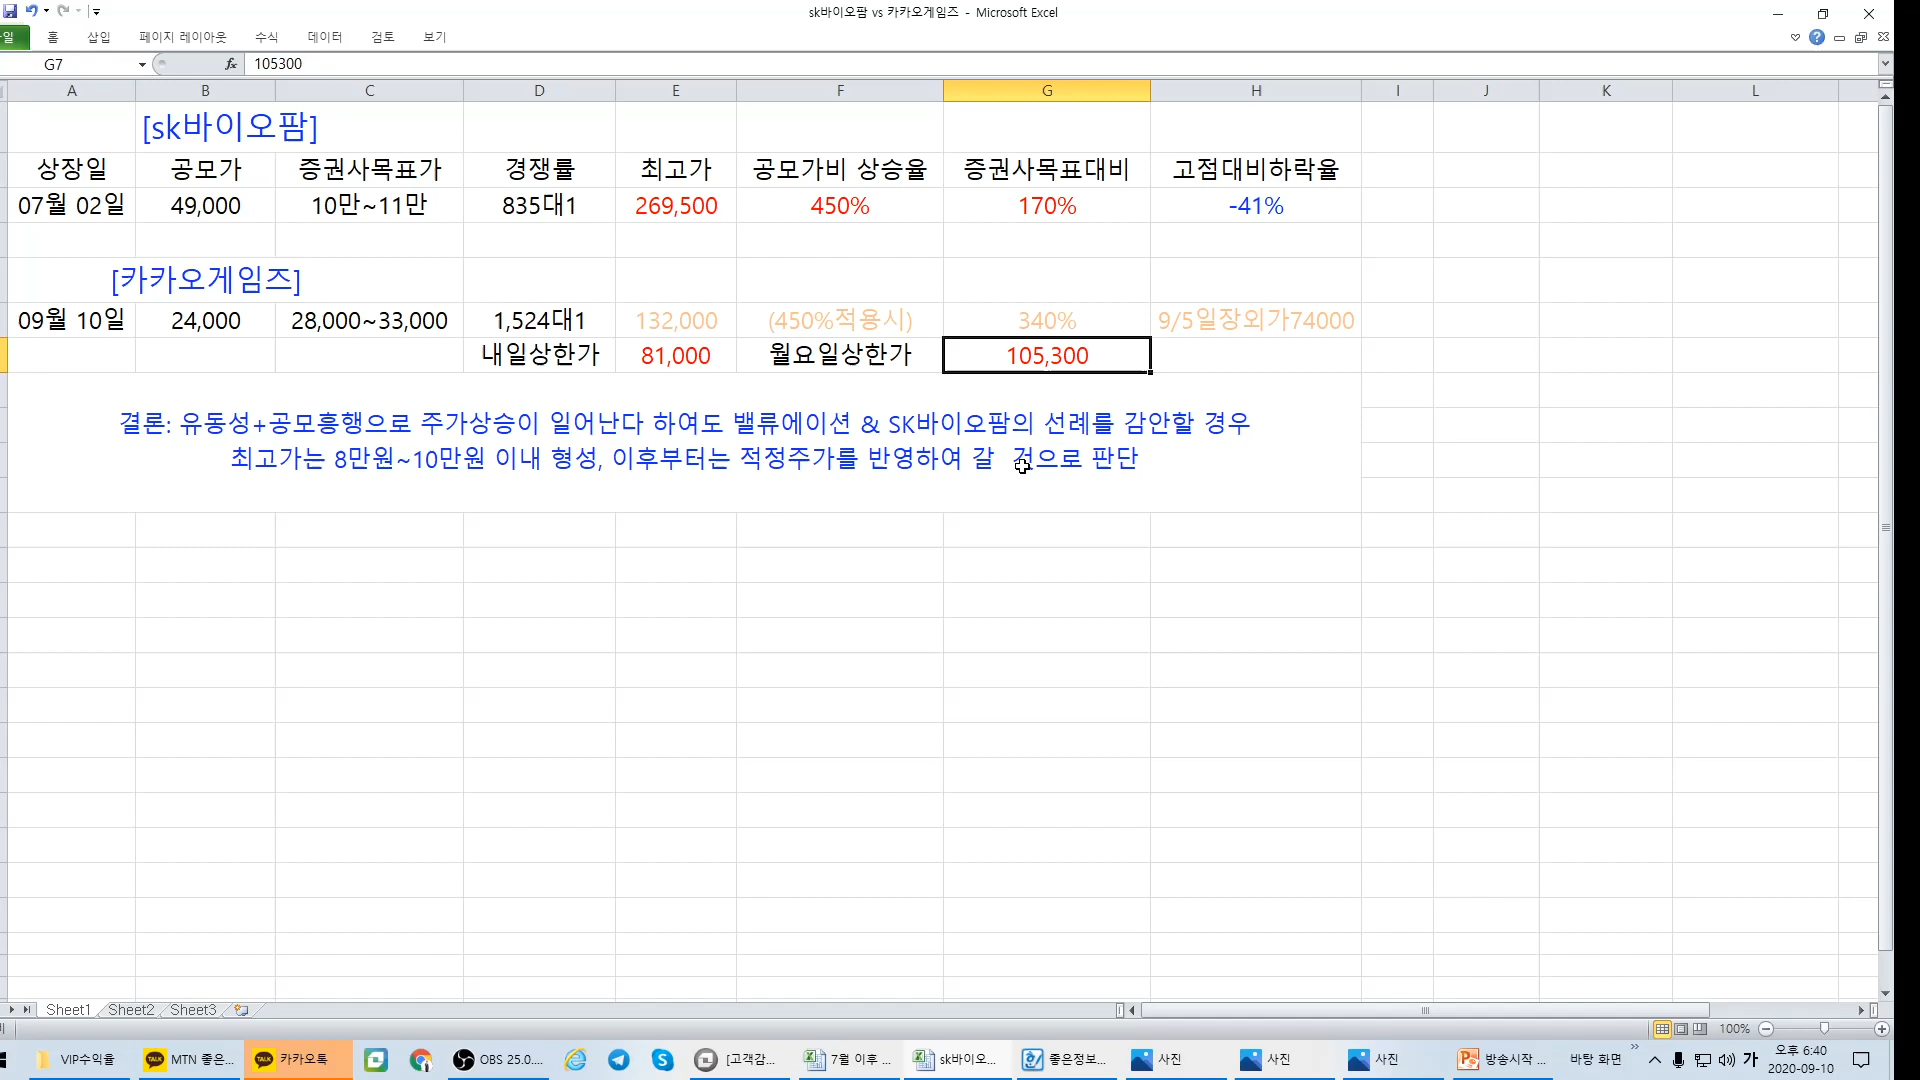 sk바이오팜 vs 카카오게임즈 - Microsoft Excel
일 홈 삽입 페이지 레이아웃 수식 데이터 검토 보기
G7 fx 105300
A B C D E F G H I J K L
[sk바이오팜]
상장일 공모가 증권사목표가 경쟁률 최고가 공모가비 상승율 증권사목표대비 고점대비하락율
07월 02일 49,000 10만~11만 835대1 269,500 450% 170% -41%
[카카오게임즈]
09월 10일 24,000 28,000~33,000 1,524대1 132,000 (450%적용시) 340% 9/5일장외가74000
내일상한가 81,000 월요일상한가 105,300
결론: 유동성+공모흥행으로 주가상승이 일어난다 하여도 밸류에이션 & SK바이오팜의 선례를 감안할 경우
최고가는 8만원~10만원 이내 형성, 이후부터는 적정주가를 반영하여 갈 것으로 판단
Sheet1 Sheet2 Sheet3
100%
VIP수익율 MTN 좋은... 카카오톡 OBS 25.0.... [고객감... 7월 이후 ... sk바이오... 좋은정보... 사진 사진 사진 방송시작 ... 바탕 화면 가 오후 6:40
2020-09-10